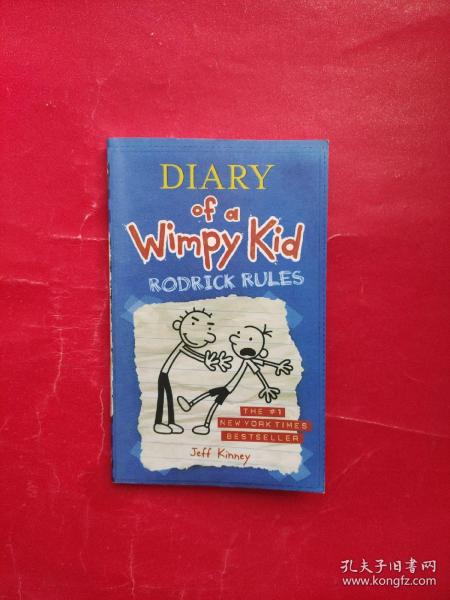 DIARY
of a
Wimpy Kid
RODRICK RULES
THE #1
NEW YORK TIMES
BESTSELLER
Jeff Kinney
孔夫子旧书网
www.kongfz.com